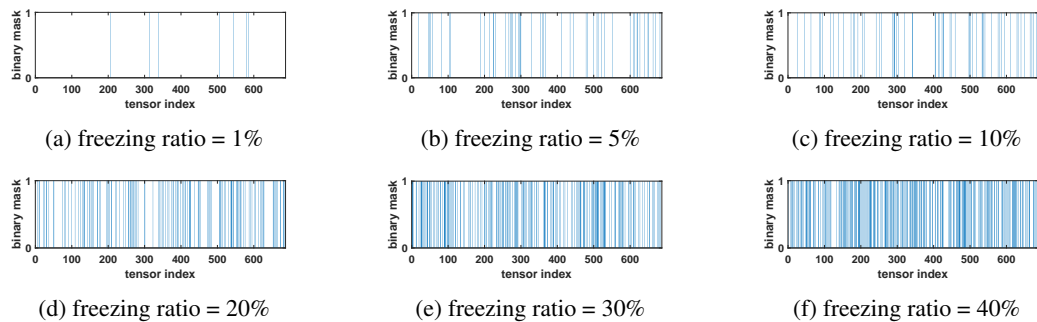 1
binary mask
0
0 100 200 300 400 500 600
tensor index
(a) freezing ratio = 1%
1
binary mask
0
0 100 200 300 400 500 600
tensor index
(b) freezing ratio = 5%
1
binary mask
0
0 100 200 300 400 500 600
tensor index
(c) freezing ratio = 10%
1
binary mask
0
0 100 200 300 400 500 600
tensor index
(d) freezing ratio = 20%
1
binary mask
0
0 100 200 300 400 500 600
tensor index
(e) freezing ratio = 30%
1
binary mask
0
0 100 200 300 400 500 600
tensor index
(f) freezing ratio = 40%